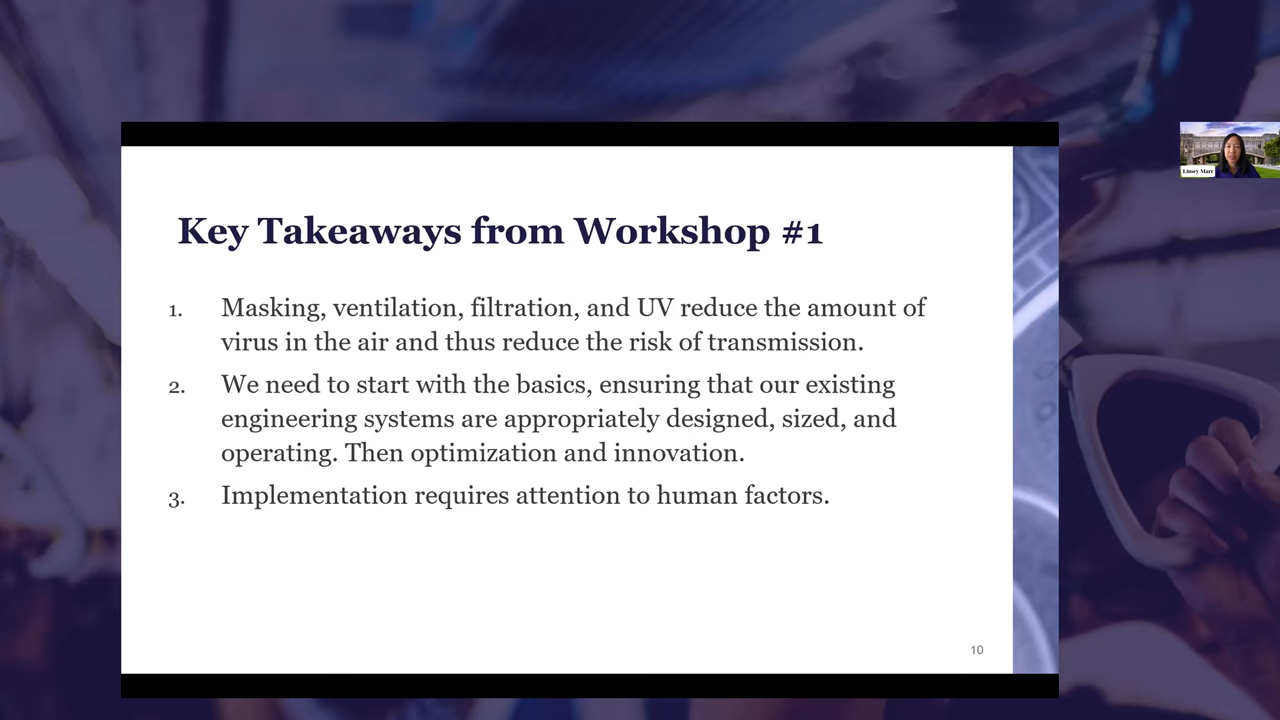 Key Takeaways from Workshop #1
1. Masking, ventilation, filtration, and UV reduce the amount of
virus in the air and thus reduce the risk of transmission.
2. We need to start with the basics, ensuring that our existing
engineering systems are appropriately designed, sized, and
operating. Then optimization and innovation.
3. Implementation requires attention to human factors.
10
Linsey Marr